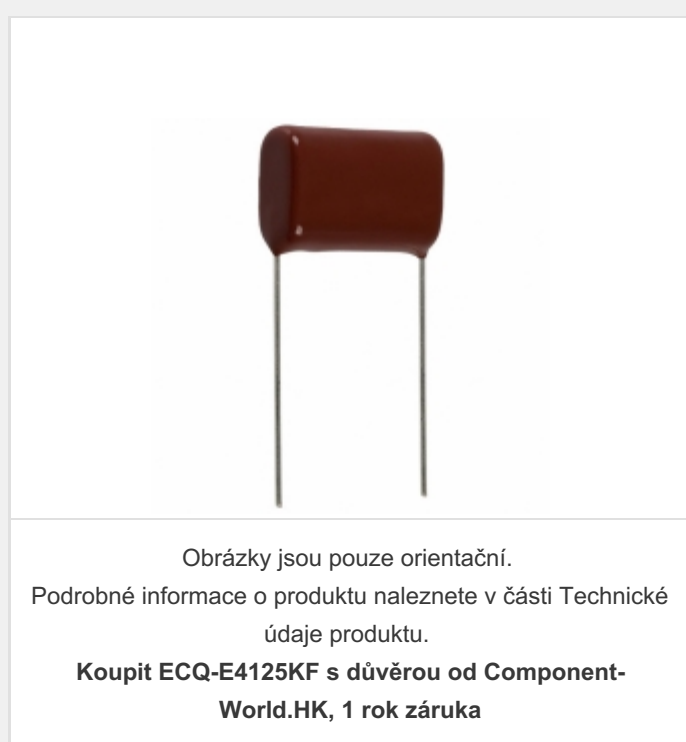 Obrázky jsou pouze orientační.
Podrobné informace o produktu naleznete v části Technické
údaje produktu.
Koupit ECQ-E4125KF s důvěrou od Component-
World.HK, 1 rok záruka